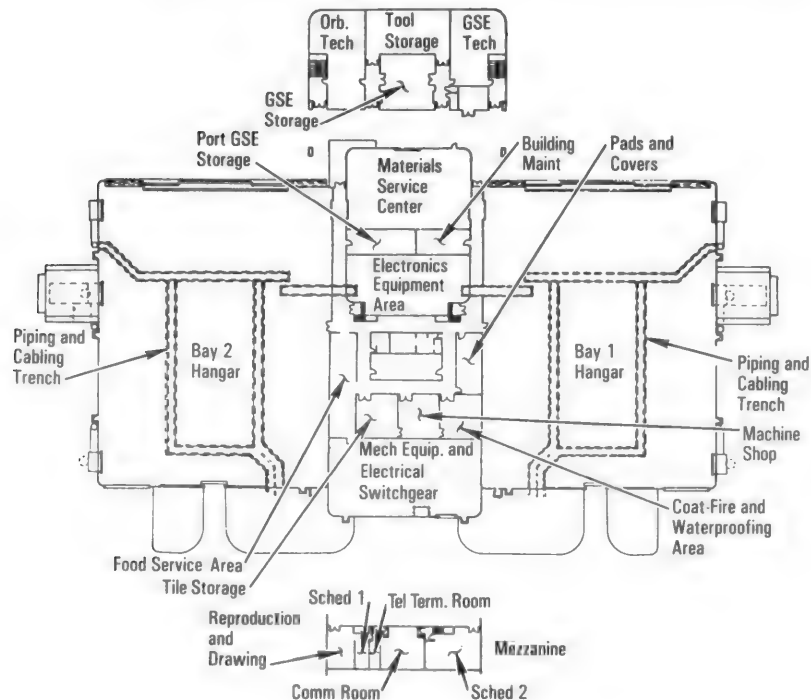 Orb.
Tech
Tool
Storage
GSE
Tech
GSE
Storage
Port GSE
Storage
Building
Maint
Pads and
Covers
Materials
Service
Center
Electronics
Equipment
Area
Piping and
Cabling
Trench
Bay 2
Hangar
Bay 1
Hangar
Piping and
Cabling
Trench
Machine
Shop
Mech Equip. and
Electrical
Switchgear
Coat-Fire and
Waterproofing
Area
Food Service Area
Tile Storage
Sched 1
Tel Term. Room
Reproduction
and
Drawing
Mezzanine
Comm Room
Sched 2